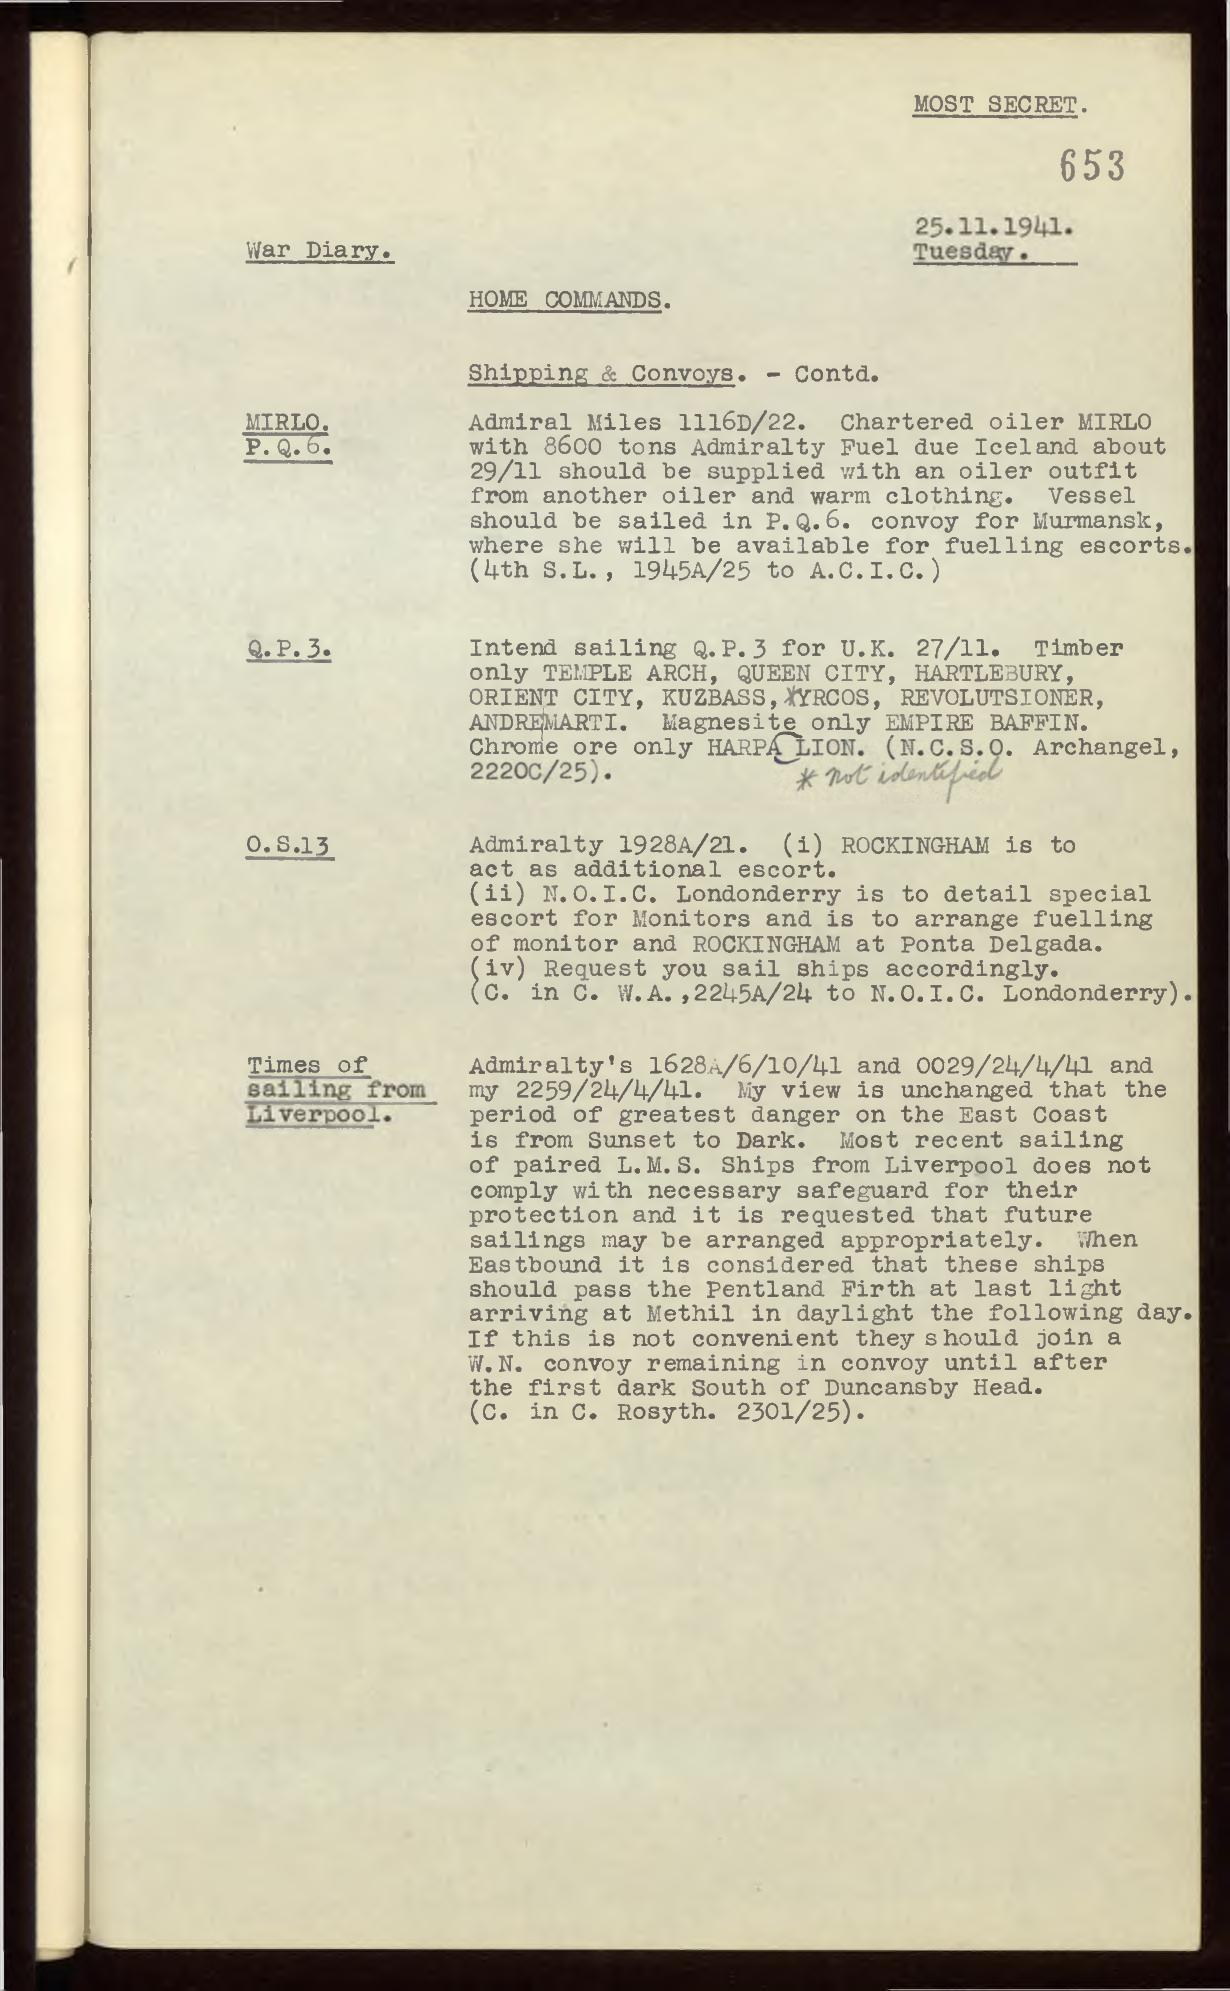 MOST SECRET.
653
25.11.1941.
Tuesday.
War Diary.
HOME COMMANDS.
Shipping & Convoys. - Contd.
MIRLO.
P.Q.6.
Admiral Miles 1116D/22. Chartered oiler MIRLO
with 8600 tons Admiralty Fuel due Iceland about
29/11 should be supplied with an oiler outfit
from another oiler and warm clothing. Vessel
should be sailed in P.Q.6. convoy for Murmansk,
where she will be available for fuelling escorts.
(4th S.L., 1945A/25 to A.C.I.C.)
Q.P.3.
Intend sailing Q.P.3 for U.K. 27/11. Timber
only TEMPLE ARCH, QUEEN CITY, HARTLEBURY,
ORIENT CITY, KUZBASS,*YRCOS, REVOLUTSIONER,
ANDRE|MARTI. Magnesite only EMPIRE BAFFIN.
Chrome ore only HARPA LION. (N.C.S.O. Archangel,
2220C/25).
* not identified
O.S.13
Admiralty 1928A/21. (i) ROCKINGHAM is to
act as additional escort.
(ii) N.O.I.C. Londonderry is to detail special
escort for Monitors and is to arrange fuelling
of monitor and ROCKINGHAM at Ponta Delgada.
(iv) Request you sail ships accordingly.
(C. in C. W.A.,2245A/24 to N.O.I.C. Londonderry).
Times of
sailing from
Liverpool.
Admiralty's 1628A/6/10/41 and 0029/24/4/41 and
my 2259/24/4/41. My view is unchanged that the
period of greatest danger on the East Coast
is from Sunset to Dark. Most recent sailing
of paired L.M.S. Ships from Liverpool does not
comply with necessary safeguard for their
protection and it is requested that future
sailings may be arranged appropriately. When
Eastbound it is considered that these ships
should pass the Pentland Firth at last light
arriving at Methil in daylight the following day.
If this is not convenient they should join a
W.N. convoy remaining in convoy until after
the first dark South of Duncansby Head.
(C. in C. Rosyth. 2301/25).